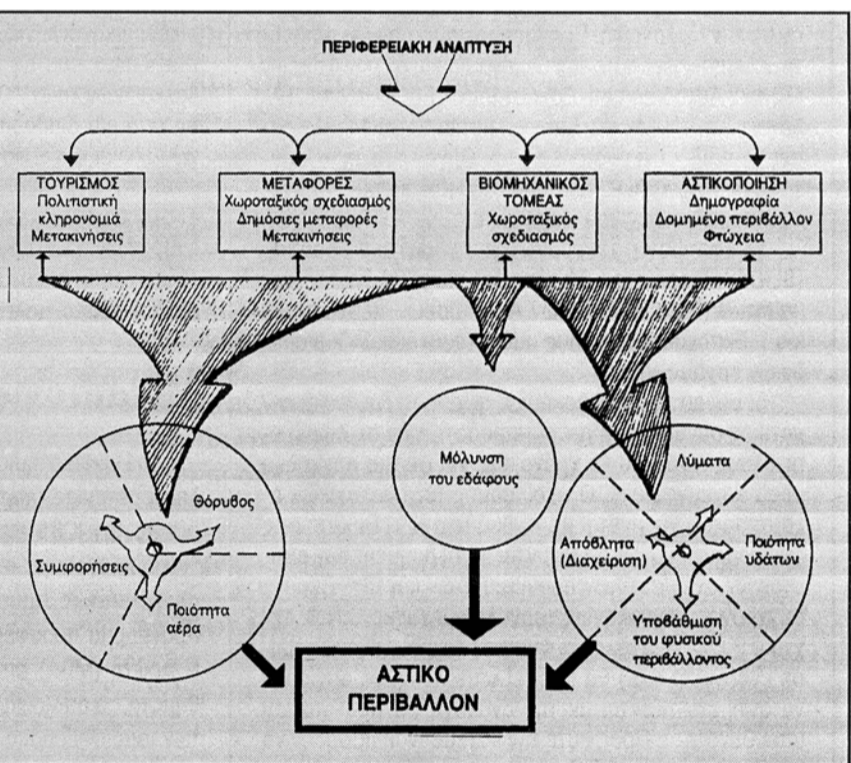 ΠΕΡΙΦΕΡΕΙΑΚΗ ΑΝΑΠΤΥΞΗ
ΤΟΥΡΙΣΜΟΣ
Πολιτιστική
κληρονομιά
Μετακινήσεις
ΜΕΤΑΦΟΡΕΣ
Χωροταξικός σχεδιασμός
Δημόσιες μεταφορές
Μετακινήσεις
ΒΙΟΜΗΧΑΝΙΚΟΣ
ΤΟΜΕΑΣ
Χωροταξικός
σχεδιασμός
ΑΣΤΙΚΟΠΟΙΗΣΗ
Δημογραφία
Δομημένο περιβάλλον
Φτώχεια
Θόρυβος
Συμφορήσεις
Ποιότητα
αέρα
Μόλυνση
του εδάφους
Λύματα
Απόβλητα
(Διαχείριση)
Ποιότητα
υδάτων
Υποβάθμιση
του φυσικού
περιβάλλοντος
ΑΣΤΙΚΟ
ΠΕΡΙΒΑΛΛΟΝ